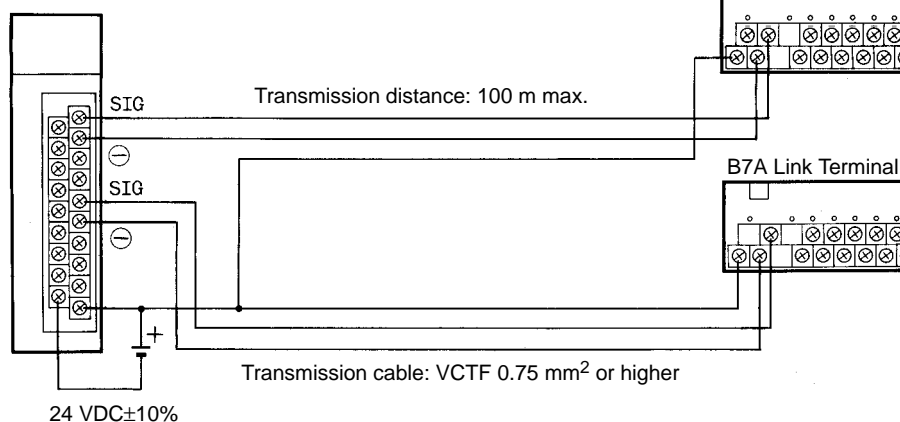 SIG
Transmission distance: 100 m max.
⊖
B7A Link Terminal
SIG
⊖
+
Transmission cable: VCTF 0.75 mm² or higher
24 VDC±10%